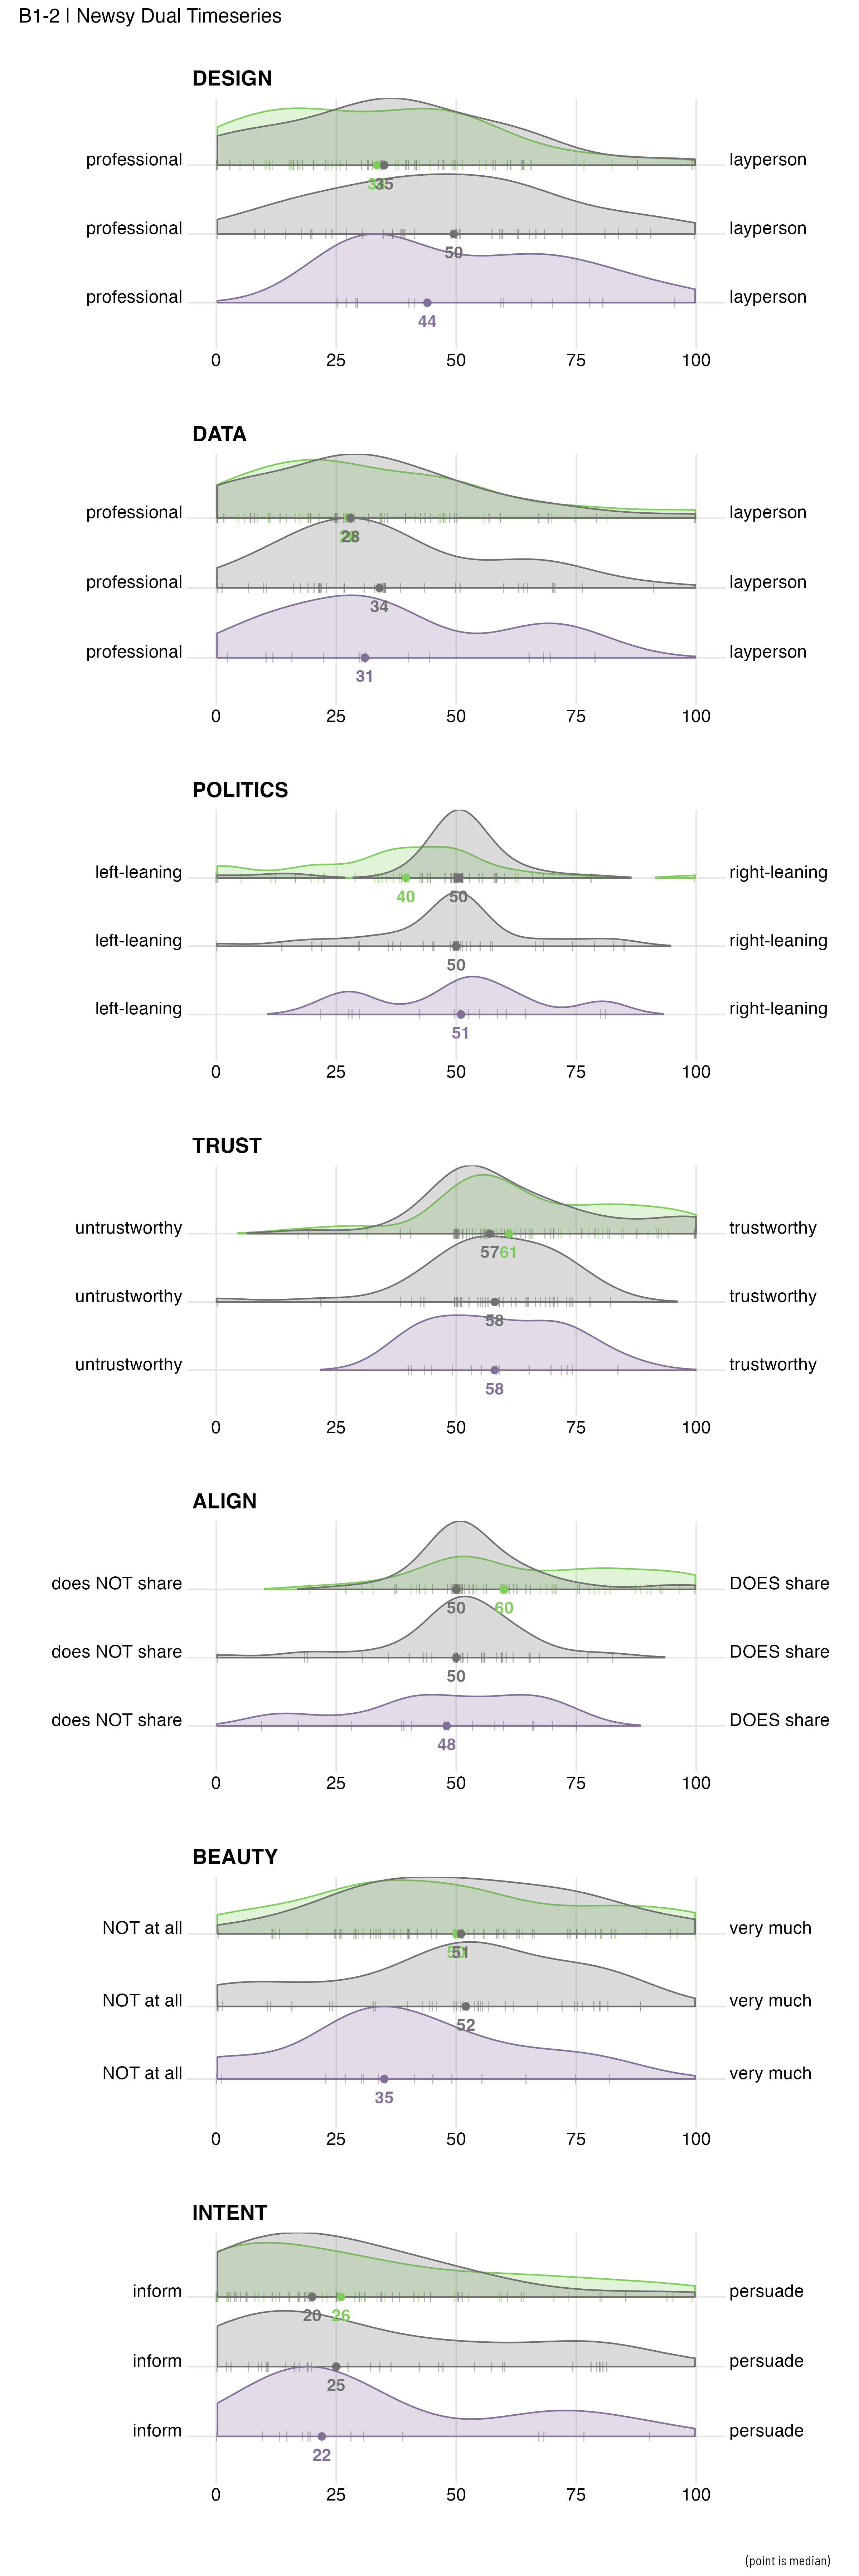 B1-2 | Newsy Dual Timeseries
DESIGN
professional layperson
35
professional layperson
50
professional layperson
44
0 25 50 75 100
DATA
professional layperson
28
professional layperson
34
professional layperson
31
0 25 50 75 100
POLITICS
left-leaning right-leaning
40 50
left-leaning right-leaning
50
left-leaning right-leaning
51
0 25 50 75 100
TRUST
untrustworthy trustworthy
57 61
untrustworthy trustworthy
58
untrustworthy trustworthy
58
0 25 50 75 100
ALIGN
does NOT share DOES share
50 60
does NOT share DOES share
50
does NOT share DOES share
48
0 25 50 75 100
BEAUTY
NOT at all very much
51
NOT at all very much
52
NOT at all very much
35
0 25 50 75 100
INTENT
inform persuade
20 26
inform persuade
25
inform persuade
22
0 25 50 75 100
(point is median)